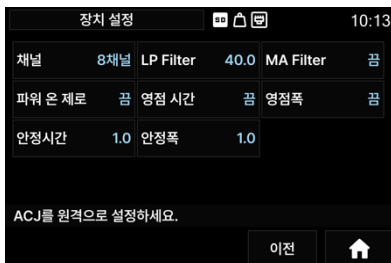 장치 설정 10:13
채널 8채널 LP Filter 40.0 MA Filter 끔
파워 온 제로 끔 영점 시간 끔 영점폭 끔
안정시간 1.0 안정폭 1.0
ACJ를 원격으로 설정하세요.
이전